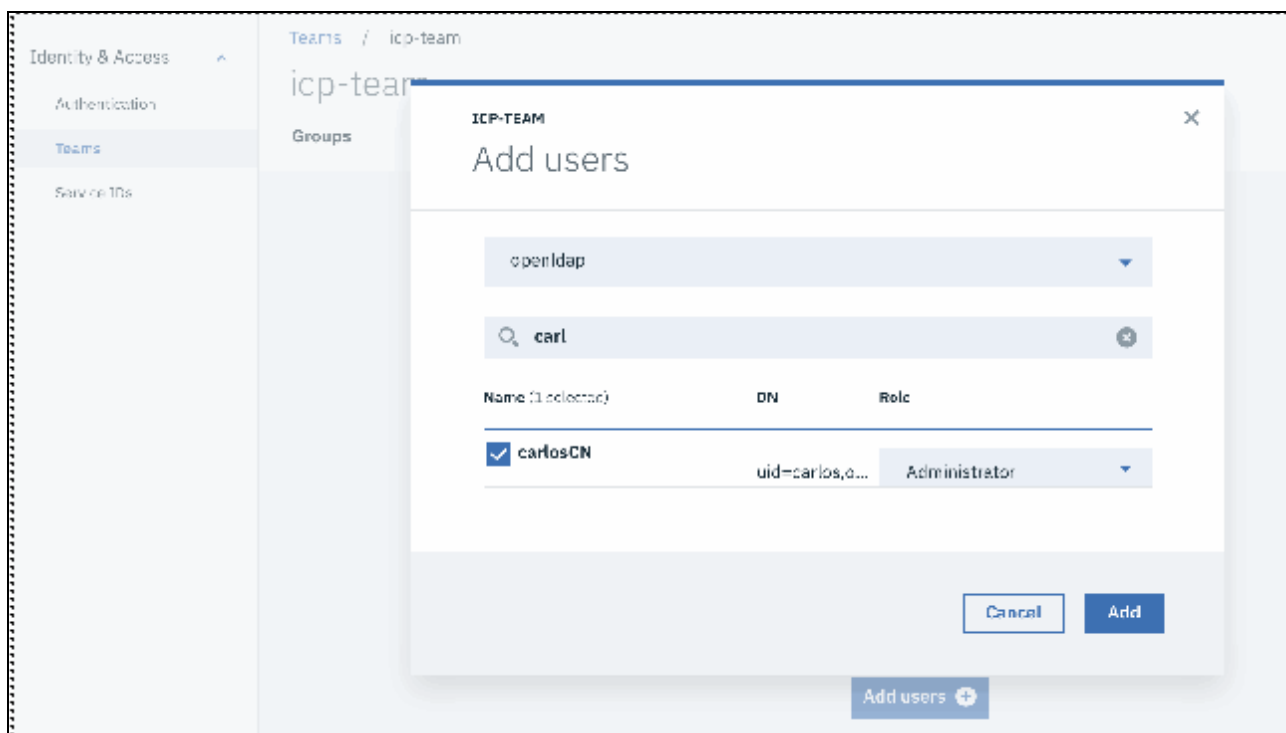 Identity & Access
Authentication
Teams
Service IDs
Teams / icp-team
icp-team
Groups
ICP-TEAM
Add users
openldap
carl
Name (1 selected) DN Role
carlosCN
uid=carlos,o... Administrator
Cancel Add
Add users